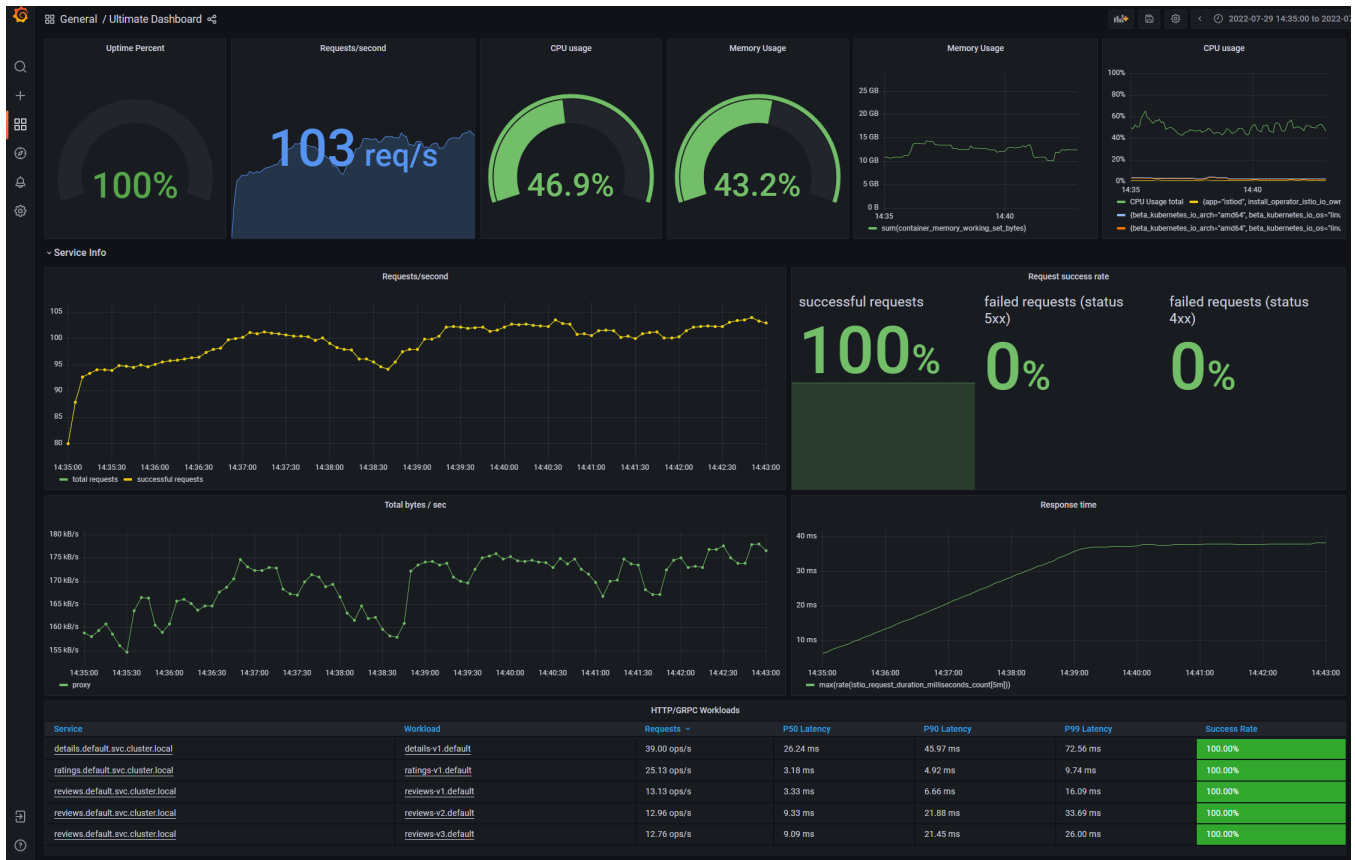 General / Ultimate Dashboard
2022-07-29 14:35:00 to 2022-07
Uptime Percent
100%
Requests/second
103 req/s
CPU usage
46.9%
Memory Usage
43.2%
Memory Usage
25 GB
20 GB
15 GB
10 GB
5 GB
0 B
14:35 14:40
sum(container_memory_working_set_bytes)
CPU usage
100%
80%
60%
40%
20%
0%
14:35 14:40
CPU Usage total {app="istiod", install_operator_istio_io_owr
{beta_kubernetes_io_arch="amd64", beta_kubernetes_io_os="linu
{beta_kubernetes_io_arch="amd64", beta_kubernetes_io_os="linu
Service Info
Requests/second
105
100
95
90
85
80
14:35:00 14:35:30 14:36:00 14:36:30 14:37:00 14:37:30 14:38:00 14:38:30 14:39:00 14:39:30 14:40:00 14:40:30 14:41:00 14:41:30 14:42:00 14:42:30 14:43:00
total requests successful requests
Request success rate
successful requests
100%
failed requests (status
5xx)
0%
failed requests (status
4xx)
0%
Total bytes / sec
180 kB/s
175 kB/s
170 kB/s
165 kB/s
160 kB/s
155 kB/s
14:35:00 14:35:30 14:36:00 14:36:30 14:37:00 14:37:30 14:38:00 14:38:30 14:39:00 14:39:30 14:40:00 14:40:30 14:41:00 14:41:30 14:42:00 14:42:30 14:43:00
proxy
Response time
40 ms
30 ms
20 ms
10 ms
14:35:00 14:36:00 14:37:00 14:38:00 14:39:00 14:40:00 14:41:00 14:42:00 14:43:00
max(rate(istio_request_duration_milliseconds_count[5m]))
HTTP/GRPC Workloads
Service Workload Requests P50 Latency P90 Latency P99 Latency Success Rate
details.default.svc.cluster.local details-v1.default 39.00 ops/s 26.24 ms 45.97 ms 72.56 ms 100.00%
ratings.default.svc.cluster.local ratings-v1.default 25.13 ops/s 3.18 ms 4.92 ms 9.74 ms 100.00%
reviews.default.svc.cluster.local reviews-v1.default 13.13 ops/s 3.33 ms 6.66 ms 16.09 ms 100.00%
reviews.default.svc.cluster.local reviews-v2.default 12.96 ops/s 9.33 ms 21.88 ms 33.69 ms 100.00%
reviews.default.svc.cluster.local reviews-v3.default 12.76 ops/s 9.09 ms 21.45 ms 26.00 ms 100.00%